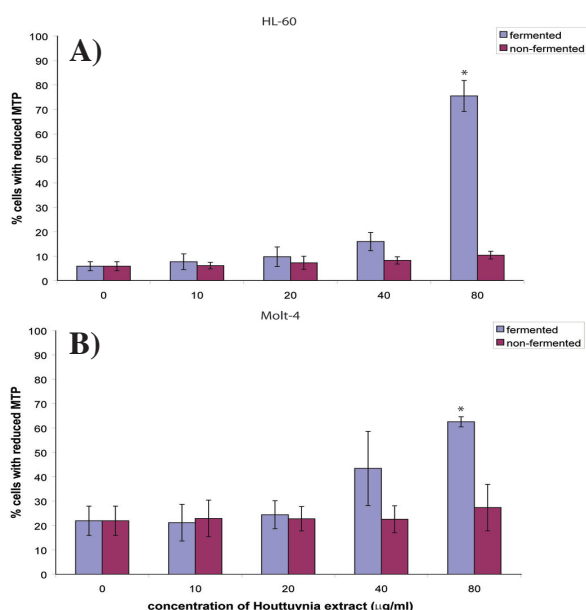 HL-60
A)
fermented
non-fermented
% cells with reduced MTP
100
90
80
70
60
50
40
30
20
10
0
*
0 10 20 40 80
Molt-4
B)
fermented
non-fermented
% cells with reduced MTP
100
90
80
70
60
50
40
30
20
10
0
*
0 10 20 40 80
concentration of Houttuynia extract (µg/ml)